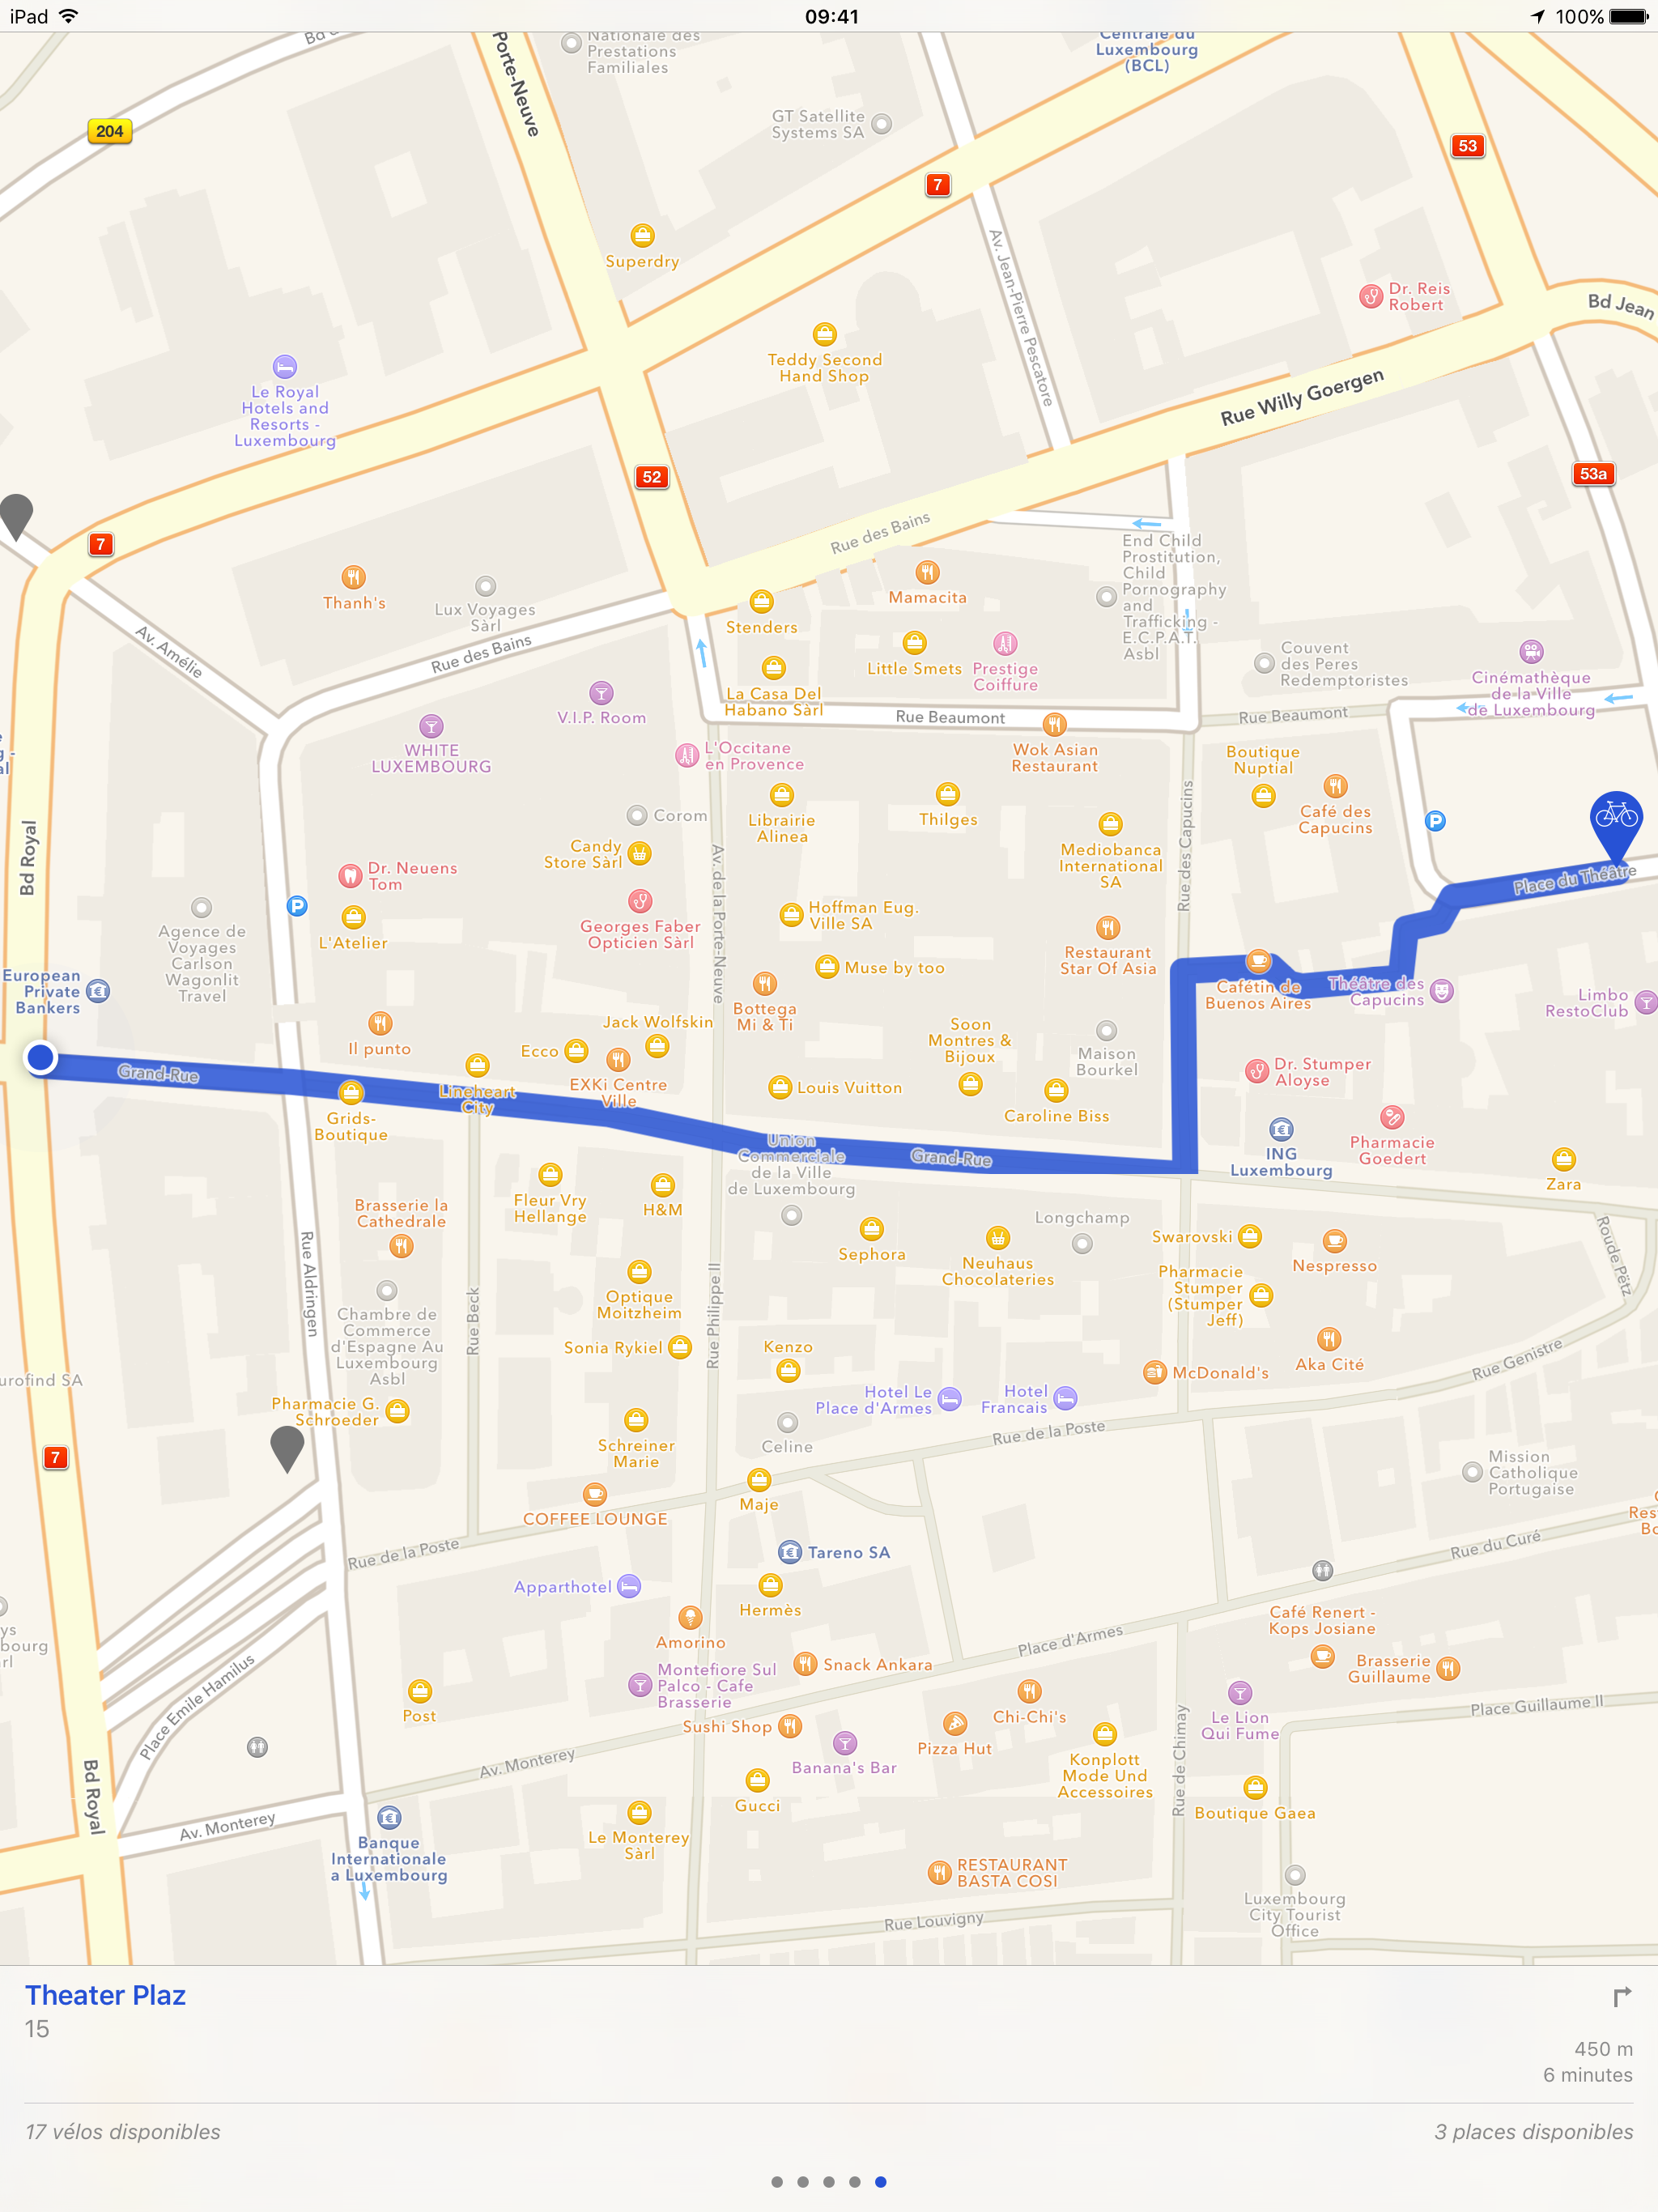 iPad
09:41
100%
Porte-Neuve
Nationale des
Prestations
Familiales
Centrale du
Luxembourg
(BCL)
GT Satellite
Systems SA
204
53
7
Superdry
Av. Jean-Pierre Pescatore
Dr. Reis
Robert
Bd Jean
Teddy Second
Hand Shop
Le Royal
Hotels and
Resorts -
Luxembourg
Rue Willy Goergen
52
53a
7
Rue des Bains
End Child
Prostitution,
Child
Pornography
and
Trafficking -
E.C.P.A.T.
Asbl
Thanh's
Lux Voyages
Sàrl
Mamacita
Stenders
Av. Amélie
Rue des Bains
Little Smets
Prestige
Coiffure
Couvent
des Peres
Redemptoristes
Cinémathèque
de la Ville
de Luxembourg
La Casa Del
Habano Sàrl
V.I.P. Room
Rue Beaumont
Rue Beaumont
WHITE
LUXEMBOURG
L'Occitane
en Provence
Wok Asian
Restaurant
Boutique
Nuptial
Corom
Librairie
Alinea
Thilges
Café des
Capucins
P
Candy
Store Sàrl
Mediobanca
International
SA
Rue des Capucins
Bd Royal
Dr. Neuens
Tom
Av. de la Porte-Neuve
Place du Théâtre
P
L'Atelier
Georges Faber
Opticien Sàrl
Hoffman Eug.
Ville SA
Agence de
Voyages
Carlson
Wagonlit
Travel
Restaurant
Star Of Asia
Muse by too
European
Private
Bankers
Cafétin de
Buenos Aires
Théâtre des
Capucins
Limbo
RestoClub
Bottega
Mi & Ti
Jack Wolfskin
Il punto
Ecco
Soon
Montres &
Bijoux
Maison
Bourkel
EXKi Centre
Ville
Grand-Rue
Lineheart
City
Louis Vuitton
Caroline Biss
Dr. Stumper
Aloyse
Grids-
Boutique
Union
Commerciale
de la Ville
de Luxembourg
Grand-Rue
ING
Luxembourg
Pharmacie
Goedert
Zara
Fleur Vry
Hellange
H&M
Brasserie la
Cathedrale
Longchamp
Sephora
Neuhaus
Chocolateries
Swarovski
Nespresso
Roude Pëtz
Rue Aldringen
Pharmacie
Stumper
(Stumper
Jeff)
Optique
Moitzheim
Rue Beck
Rue Philippe II
Chambre de
Commerce
d'Espagne Au
Luxembourg
Asbl
Sonia Rykiel
Kenzo
Aka Cité
Rue Genistre
McDonald's
urofind SA
Hotel Le
Place d'Armes
Hotel
Francais
Pharmacie G.
Schroeder
Schreiner
Marie
Celine
Rue de la Poste
7
Mission
Catholique
Portugaise
Maje
COFFEE LOUNGE
Rue de la Poste
Rue du Curé
Tareno SA
Apparthotel
Hermès
Café Renert -
Kops Josiane
Amorino
Place d'Armes
Snack Ankara
Brasserie
Guillaume
Montefiore Sul
Palco - Cafe
Brasserie
Place Emile Hamilus
Post
Chi-Chi's
Le Lion
Qui Fume
Place Guillaume II
Sushi Shop
Pizza Hut
Banana's Bar
Konplott
Mode Und
Accessoires
Rue de Chimay
Av. Monterey
Gucci
Boutique Gaea
Bd Royal
Av. Monterey
Le Monterey
Sàrl
Banque
Internationale
a Luxembourg
RESTAURANT
BASTA COSI
Luxembourg
City Tourist
Office
Rue Louvigny
Theater Plaz
15
450 m
6 minutes
17 vélos disponibles
3 places disponibles